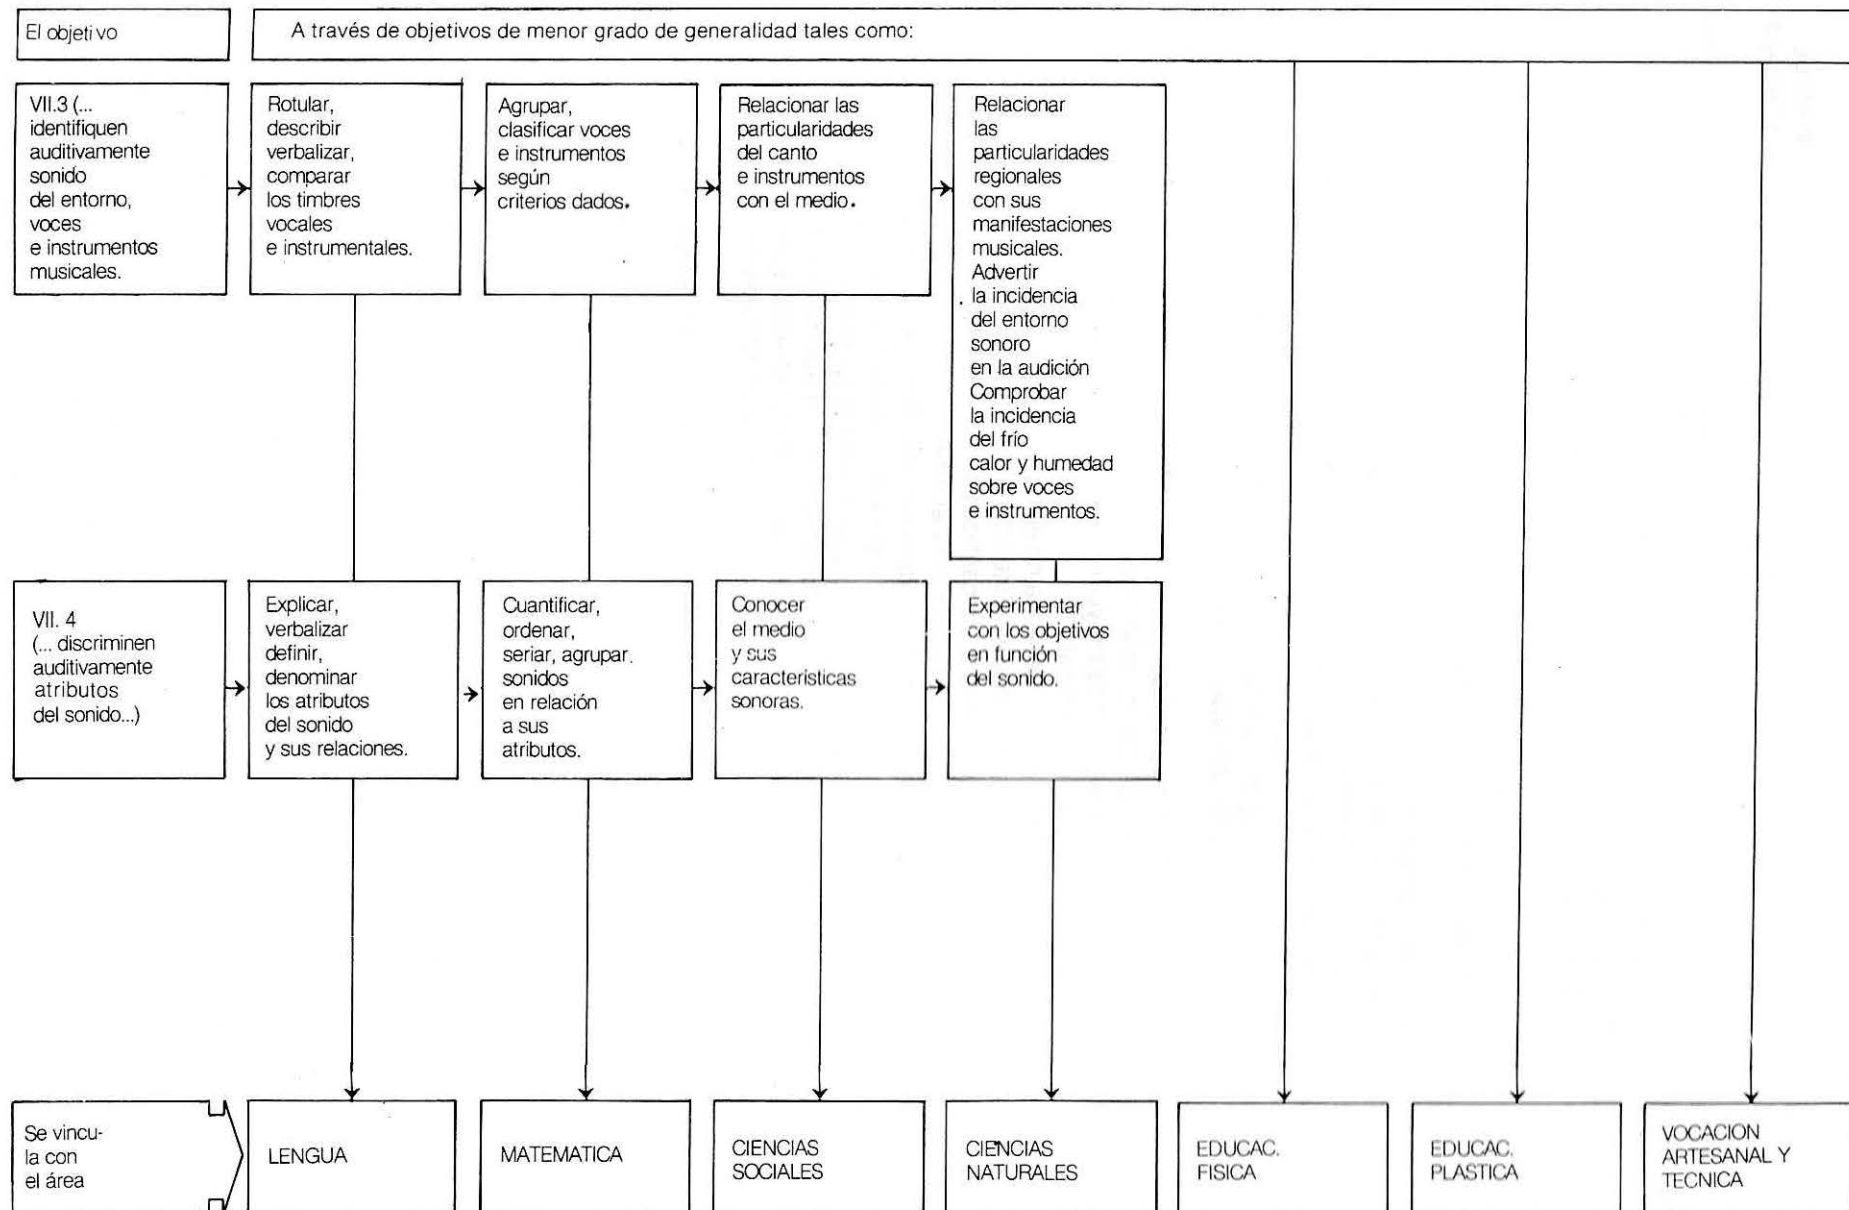 El objetivo
A través de objetivos de menor grado de generalidad tales como:
VII.3 (...
identifiquen
auditivamente
sonido
del entorno,
voces
e instrumentos
musicales.
Rotular,
describir
verbalizar,
comparar
los timbres
vocales
e instrumentales.
Agrupar,
clasificar voces
e instrumentos
según
criterios dados.
Relacionar las
particularidades
del canto
e instrumentos
con el medio.
Relacionar
las
particularidades
regionales
con sus
manifestaciones
musicales.
Advertir
la incidencia
del entorno
sonoro
en la audición
Comprobar
la incidencia
del frío
calor y humedad
sobre voces
e instrumentos.
VII. 4
(... discriminen
auditivamente
atributos
del sonido...)
Explicar,
verbalizar
definir,
denominar
los atributos
del sonido
y sus relaciones.
Cuantificar,
ordenar,
seriar, agrupar.
sonidos
en relación
a sus
atributos.
Conocer
el medio
y sus
características
sonoras.
Experimentar
con los objetivos
en función
del sonido.
Se vincu-
la con
el área
LENGUA
MATEMATICA
CIENCIAS
SOCIALES
CIENCIAS
NATURALES
EDUCAC.
FISICA
EDUCAC.
PLASTICA
VOCACION
ARTESANAL Y
TECNICA